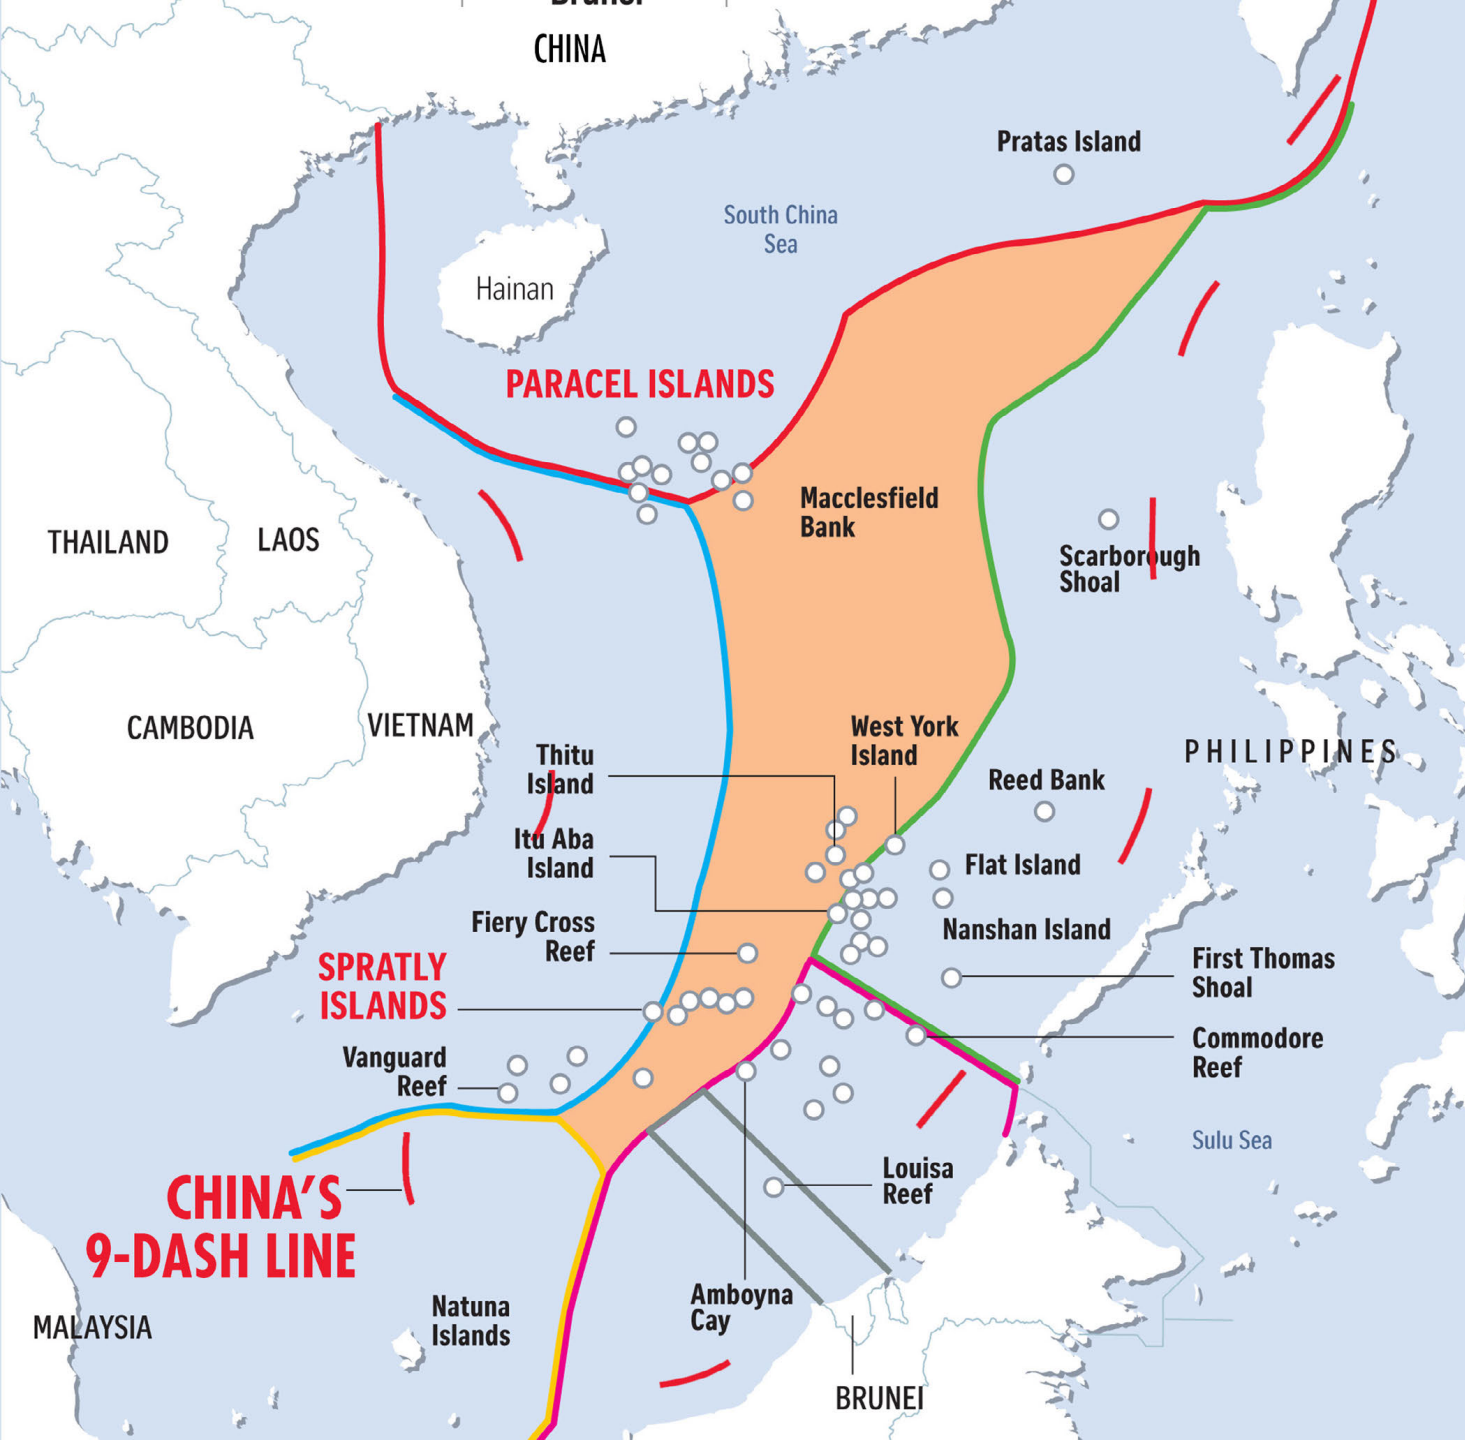 Brunei
CHINA
Pratas Island
South China
Sea
Hainan
PARACEL ISLANDS
Macclesfield
Bank
THAILAND
LAOS
Scarborough
Shoal
CAMBODIA
VIETNAM
West York
Island
Thitu
Island
PHILIPPINES
Reed Bank
Itu Aba
Island
Flat Island
Fiery Cross
Reef
Nanshan Island
SPRATLY
ISLANDS
First Thomas
Shoal
Vanguard
Reef
Commodore
Reef
Sulu Sea
CHINA'S
9-DASH LINE
Louisa
Reef
Natuna
Islands
Amboyna
Cay
MALAYSIA
BRUNEI